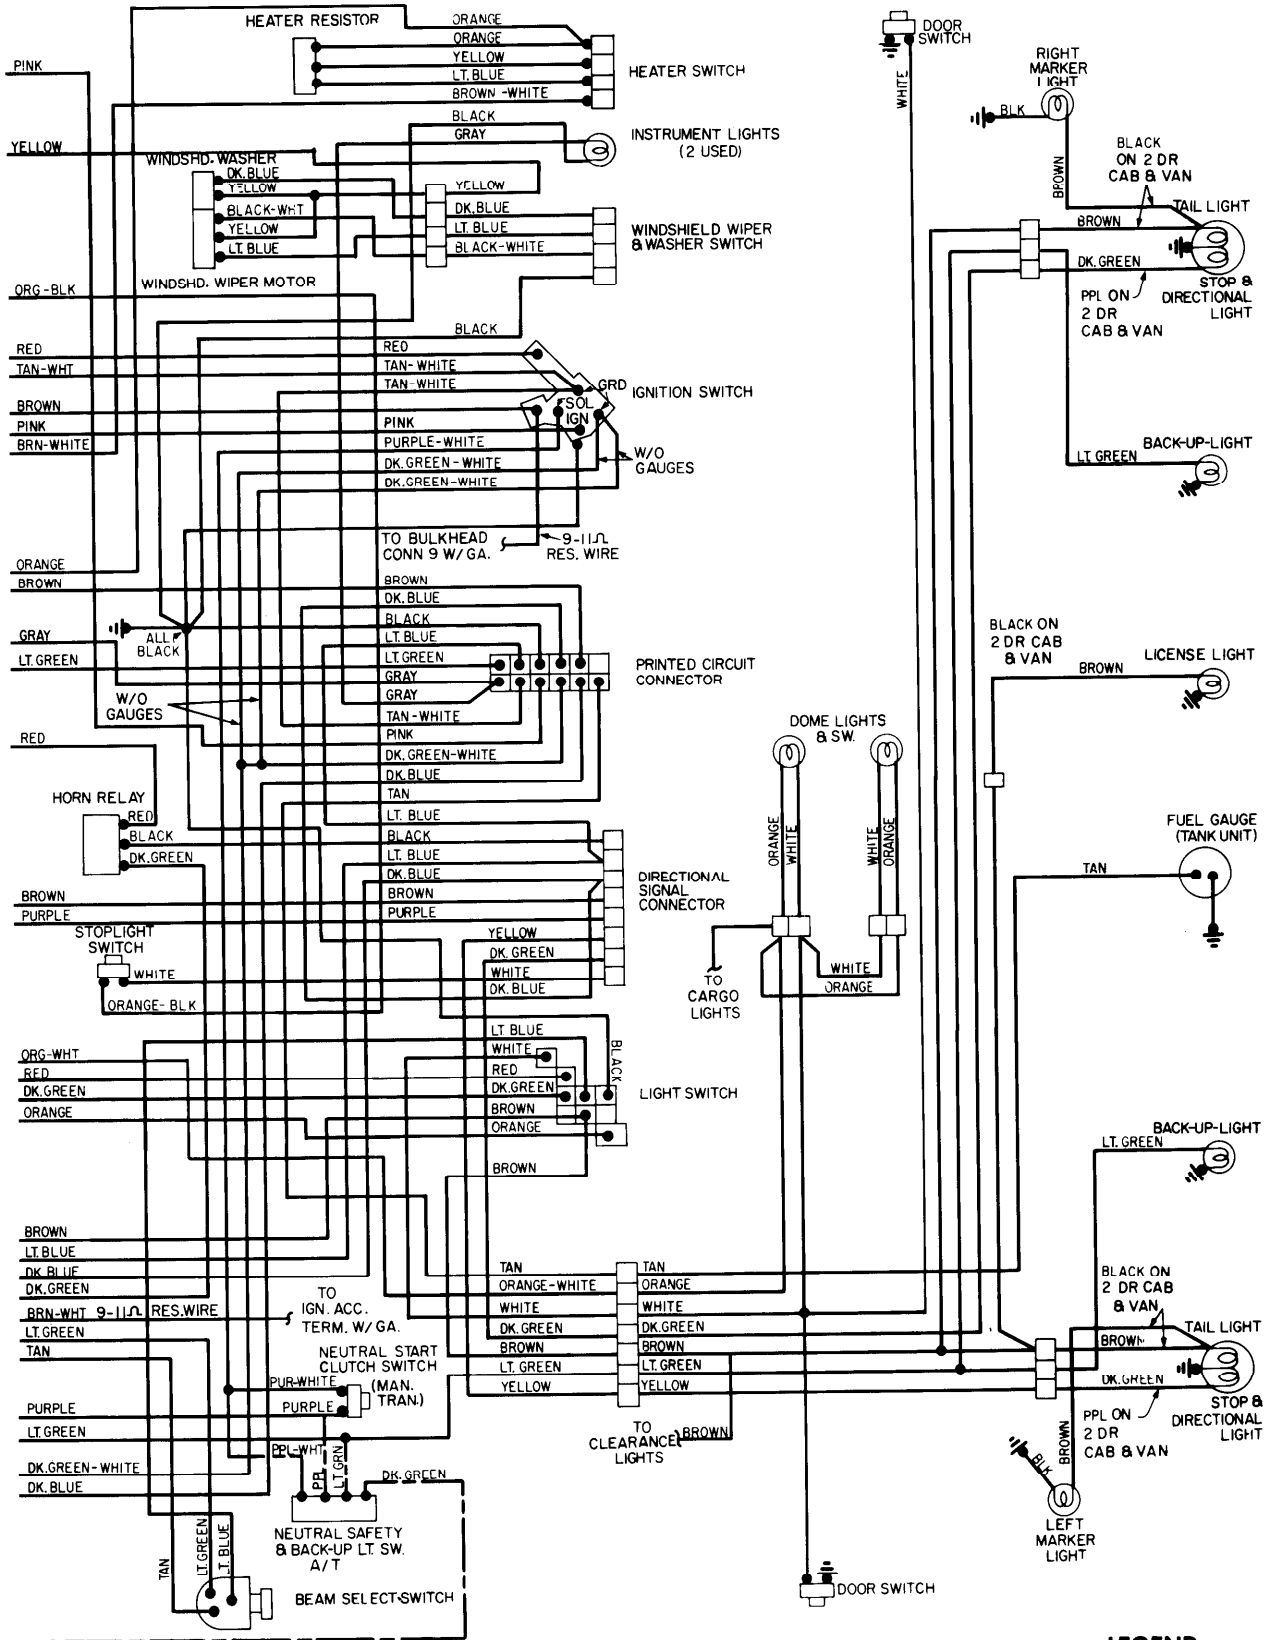 HEATER RESISTOR
ORANGE
ORANGE
YELLOW
LT.BLUE
BROWN-WHITE
HEATER SWITCH
DOOR
SWITCH
WHITE
RIGHT
MARKER
LIGHT
BLK
BROWN
BLACK
ON 2 DR
CAB & VAN
PINK
BLACK
GRAY
INSTRUMENT LIGHTS
(2 USED)
YELLOW
WINDSHD. WASHER
DK.BLUE
YELLOW
BLACK-WHT
YELLOW
LT.BLUE
WINDSHD. WIPER MOTOR
YELLOW
DK.BLUE
LT.BLUE
BLACK-WHITE
WINDSHIELD WIPER
& WASHER SWITCH
TAIL LIGHT
BROWN
DK.GREEN
PPL ON
2 DR
CAB & VAN
STOP &
DIRECTIONAL
LIGHT
ORG-BLK
BLACK
RED
TAN-WHT
BROWN
PINK
BRN-WHITE
RED
TAN-WHITE
TAN-WHITE
PINK
PURPLE-WHITE
DK.GREEN-WHITE
DK.GREEN-WHITE
GRD
SOL
IGN
IGNITION SWITCH
W/O
GAUGES
BACK-UP-LIGHT
LT.GREEN
TO BULKHEAD
CONN 9 W/GA.
9-11Ω
RES. WIRE
ORANGE
BROWN
GRAY
LT.GREEN
ALL
BLACK
W/O
GAUGES
BROWN
DK.BLUE
BLACK
LT.BLUE
LT.GREEN
GRAY
GRAY
TAN-WHITE
PINK
DK.GREEN-WHITE
DK.BLUE
TAN
PRINTED CIRCUIT
CONNECTOR
BLACK ON
2 DR CAB
& VAN
BROWN
LICENSE LIGHT
DOME LIGHTS
& SW.
ORANGE
WHITE
WHITE
ORANGE
WHITE
ORANGE
TO
CARGO
LIGHTS
FUEL GAUGE
(TANK UNIT)
TAN
RED
HORN RELAY
RED
BLACK
DK.GREEN
LT. BLUE
BLACK
LT. BLUE
DK.BLUE
BROWN
PURPLE
YELLOW
DK. GREEN
WHITE
DK.BLUE
DIRECTIONAL
SIGNAL
CONNECTOR
BROWN
PURPLE
STOPLIGHT
SWITCH
WHITE
ORANGE-BLK
ORG-WHT
RED
DK.GREEN
ORANGE
LT BLUE
WHITE
RED
DK.GREEN
BROWN
ORANGE
BROWN
BLACK
LIGHT SWITCH
BACK-UP-LIGHT
LT. GREEN
BROWN
LT.BLUE
DK BLUE
DK.GREEN
BRN-WHT 9-11Ω RES.WIRE
TO
IGN. ACC.
TERM. W/GA.
LT.GREEN
TAN
TAN
ORANGE-WHITE
WHITE
DK.GREEN
BROWN
LT. GREEN
YELLOW
TAN
ORANGE
WHITE
DK.GREEN
BROWN
LT.GREEN
YELLOW
BLACK ON
2 DR CAB
& VAN
BROWN
DK.GREEN
TAIL LIGHT
STOP &
DIRECTIONAL
LIGHT
PPL ON
2 DR
CAB & VAN
BROWN
BLK
LEFT
MARKER
LIGHT
NEUTRAL START
CLUTCH SWITCH
(MAN.
TRAN.)
PUR-WHITE
PURPLE
PURPLE
LT.GREEN
TO
CLEARANCE
LIGHTS
BROWN
PPL-WHT
PPL
LT.GRN
DK.GREEN
DK.GREEN-WHITE
DK.BLUE
NEUTRAL SAFETY
& BACK-UP LT. SW.
A/T
TAN
LT.GREEN
LT.BLUE
BEAM SELECT-SWITCH
DOOR SWITCH
LEGEND